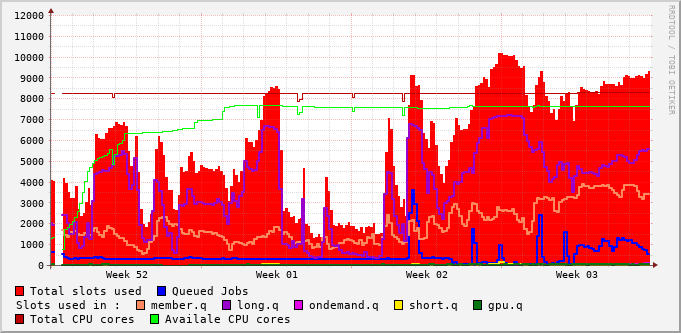 12000
11000
10000
9000
8000
7000
6000
5000
4000
3000
2000
1000
0
Week 52 Week 01 Week 02 Week 03
RRDTOOL / TOBI OETIKER
Total slots used Queued Jobs
Slots used in : member.q long.q ondemand.q short.q gpu.q
Total CPU cores Availale CPU cores